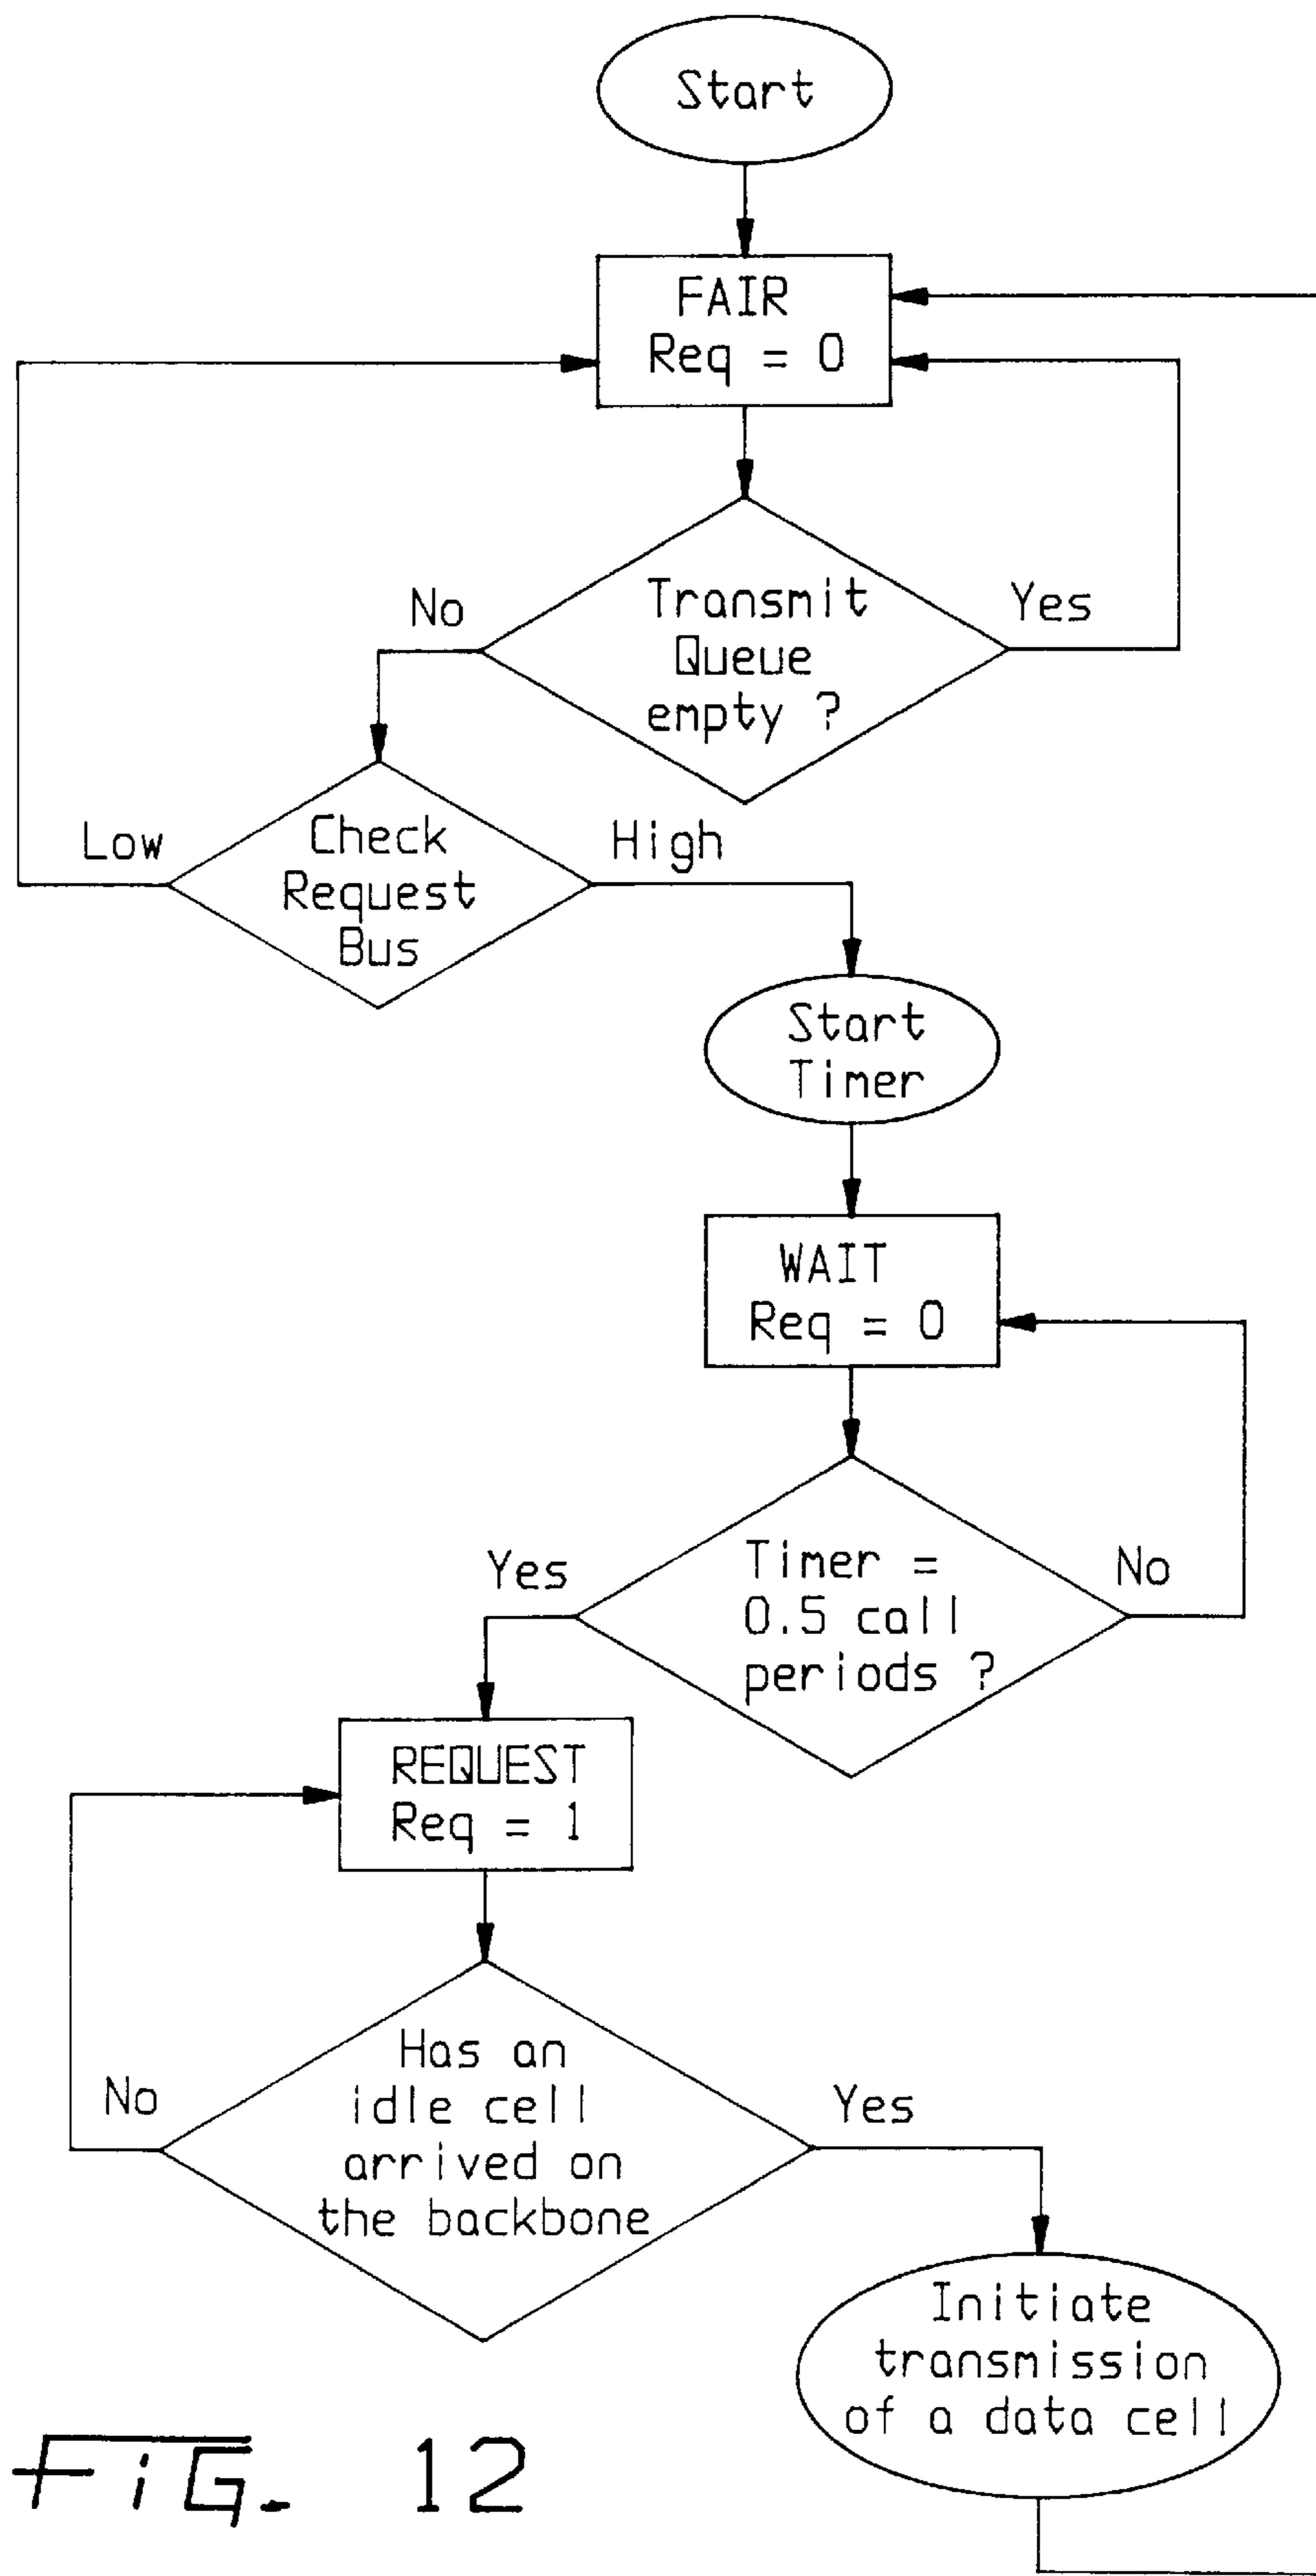 Start
FAIR
Req = 0
Transmit
Queue
empty ?
No
Yes
Check
Request
Bus
Low
High
Start
Timer
WAIT
Req = 0
Timer =
0.5 call
periods ?
Yes
No
REQUEST
Req = 1
Has an
idle cell
arrived on
the backbone
No
Yes
Initiate
transmission
of a data cell
FiG. 12